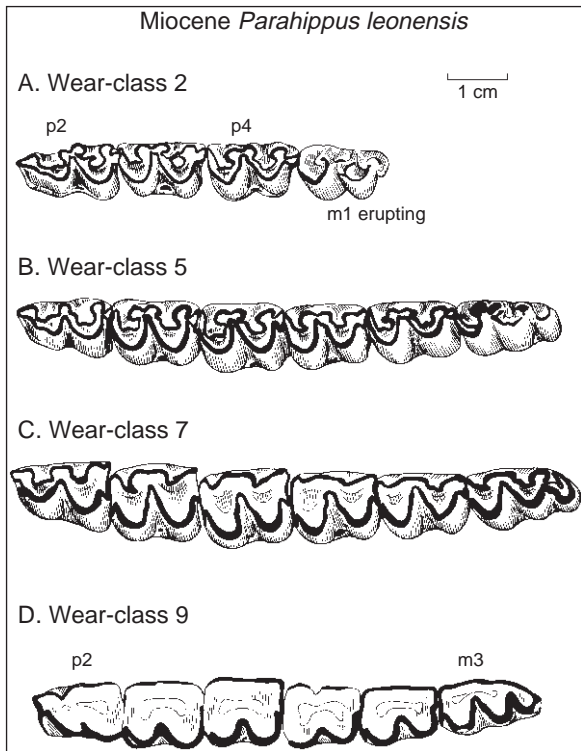 Miocene Parahippus leonensis
A. Wear-class 2
1 cm
p2 p4
m1 erupting
B. Wear-class 5
C. Wear-class 7
D. Wear-class 9
p2 m3